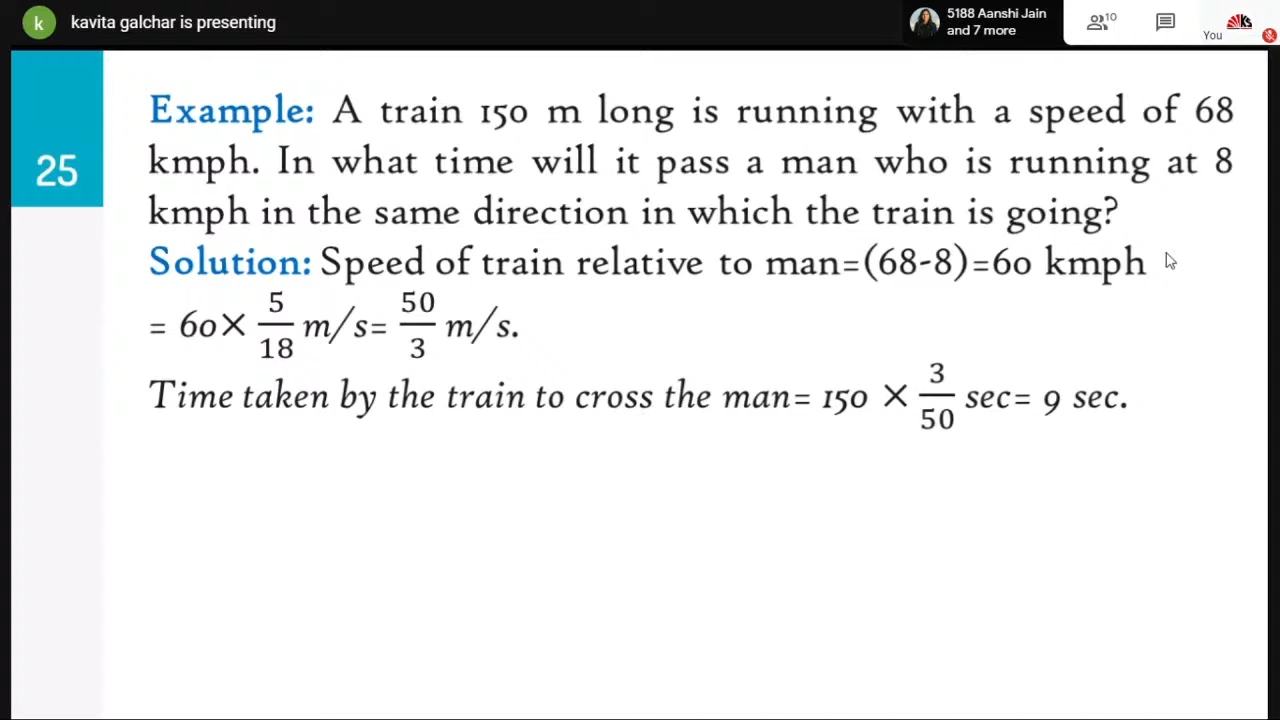 k kavita galchar is presenting
5188 Aanshi Jain
and 7 more
10
ks
You
25
Example: A train 150 m long is running with a speed of 68
kmph. In what time will it pass a man who is running at 8
kmph in the same direction in which the train is going?
Solution: Speed of train relative to man=(68-8)=60 kmph
= 60× 5/18 m/s= 50/3 m/s.
Time taken by the train to cross the man= 150 × 3/50 sec= 9 sec.